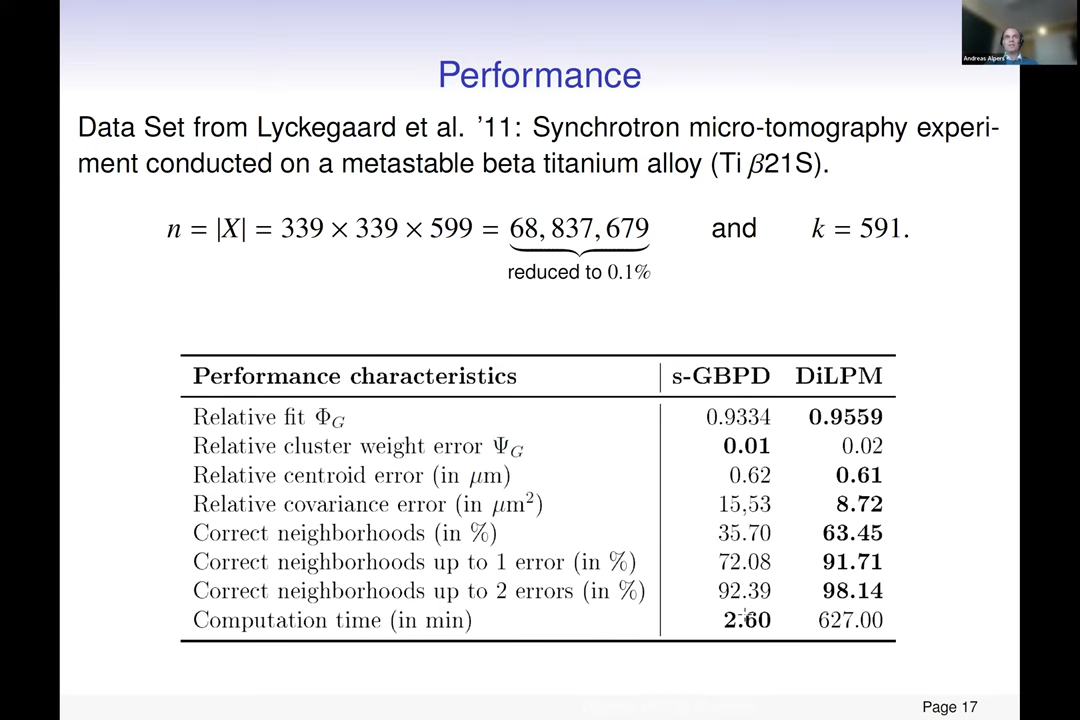 Andreas Alpers
Performance
Data Set from Lyckegaard et al. ’11: Synchrotron micro-tomography experi-
ment conducted on a metastable beta titanium alloy (Ti β21S).
n = |X| = 339 × 339 × 599 = 68, 837, 679 and k = 591.
reduced to 0.1%
Performance characteristics s-GBPD DiLPM
Relative fit Φ_G 0.9334 0.9559
Relative cluster weight error Ψ_G 0.01 0.02
Relative centroid error (in μm) 0.62 0.61
Relative covariance error (in μm²) 15,53 8.72
Correct neighborhoods (in %) 35.70 63.45
Correct neighborhoods up to 1 error (in %) 72.08 91.71
Correct neighborhoods up to 2 errors (in %) 92.39 98.14
Computation time (in min) 2.60 627.00
Page 17